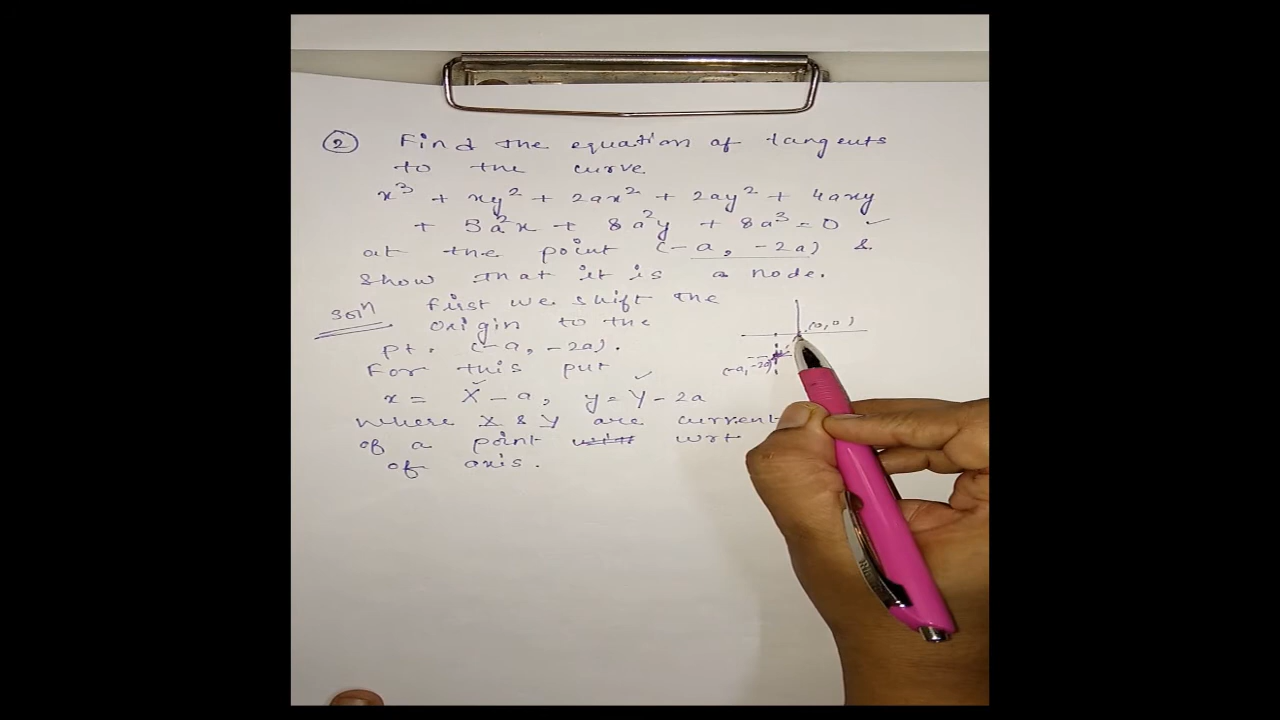 ② Find the equation of tangents
to the curve
x³ + xy² + 2ax² + 2ay² + 4axy
+ 5a²x + 8a²y + 8a³ = 0 ✓
at the point (-a, -2a) &
show that it is a node.
Solⁿ First we shift the
origin to the
pt. (-a, -2a).
For this put
x = X - a, y = Y - 2a
where X & Y are current
of a point wrt
of axis.
(0,0)
(-a, -2a)